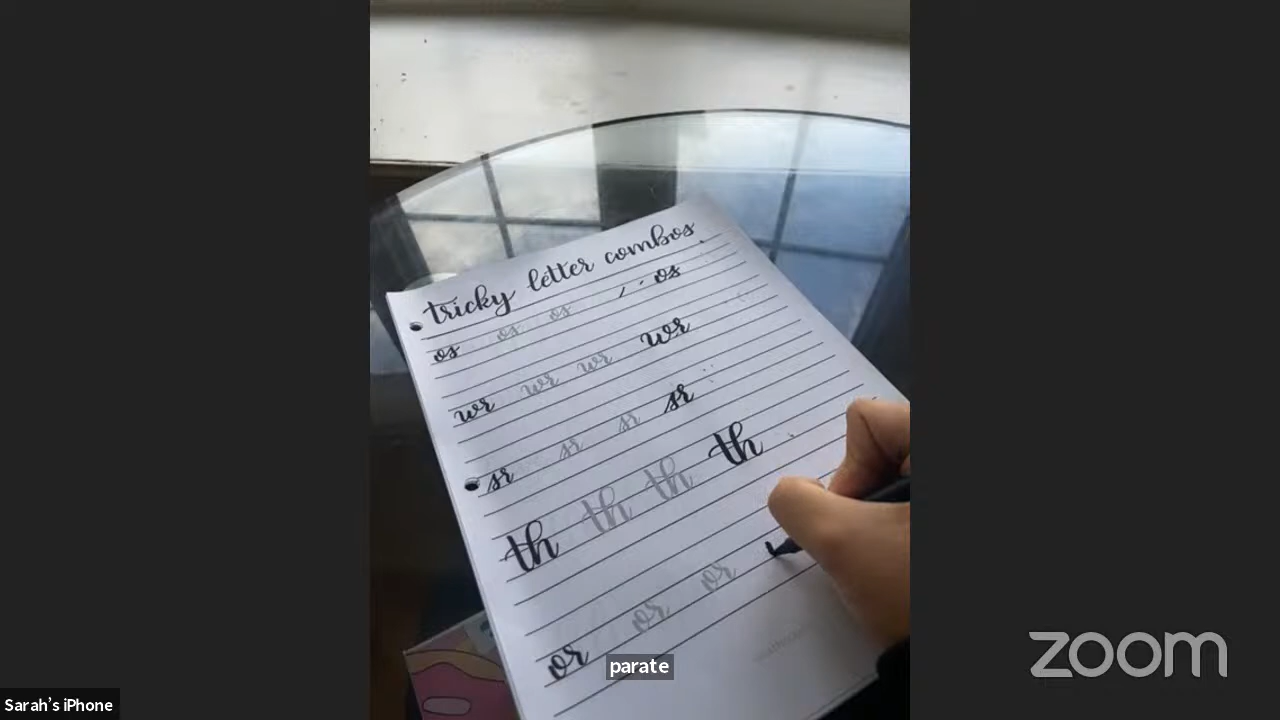 tricky letter combos
os os os os
wr wr wr wr
sr sr sr sr
th th th th
or or or
parate
zoom
Sarah's iPhone